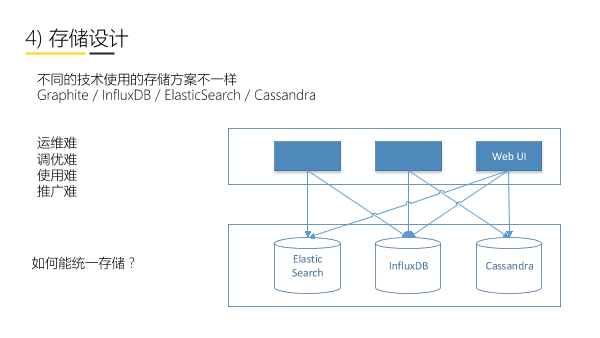 4) 存储设计
不同的技术使用的存储方案不一样
Graphite / InfluxDB / ElasticSearch / Cassandra
运维难
调优难
使用难
推广难
Web UI
如何能统一存储？
Elastic
Search
InfluxDB
Cassandra